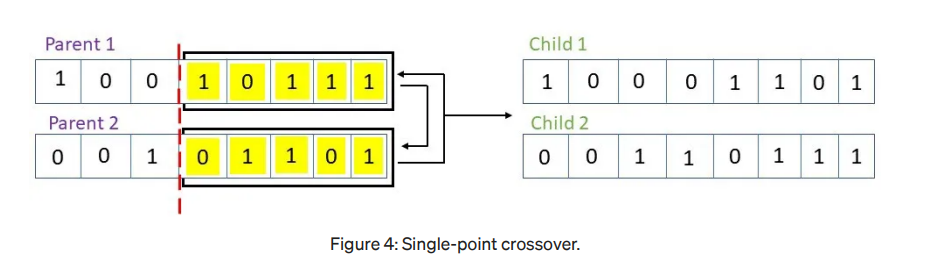 Parent 1
Child 1
1 0 0 1 0 1 1 1
1 0 0 0 1 1 0 1
Parent 2
Child 2
0 0 1 0 1 1 0 1
0 0 1 1 0 1 1 1
Figure 4: Single-point crossover.